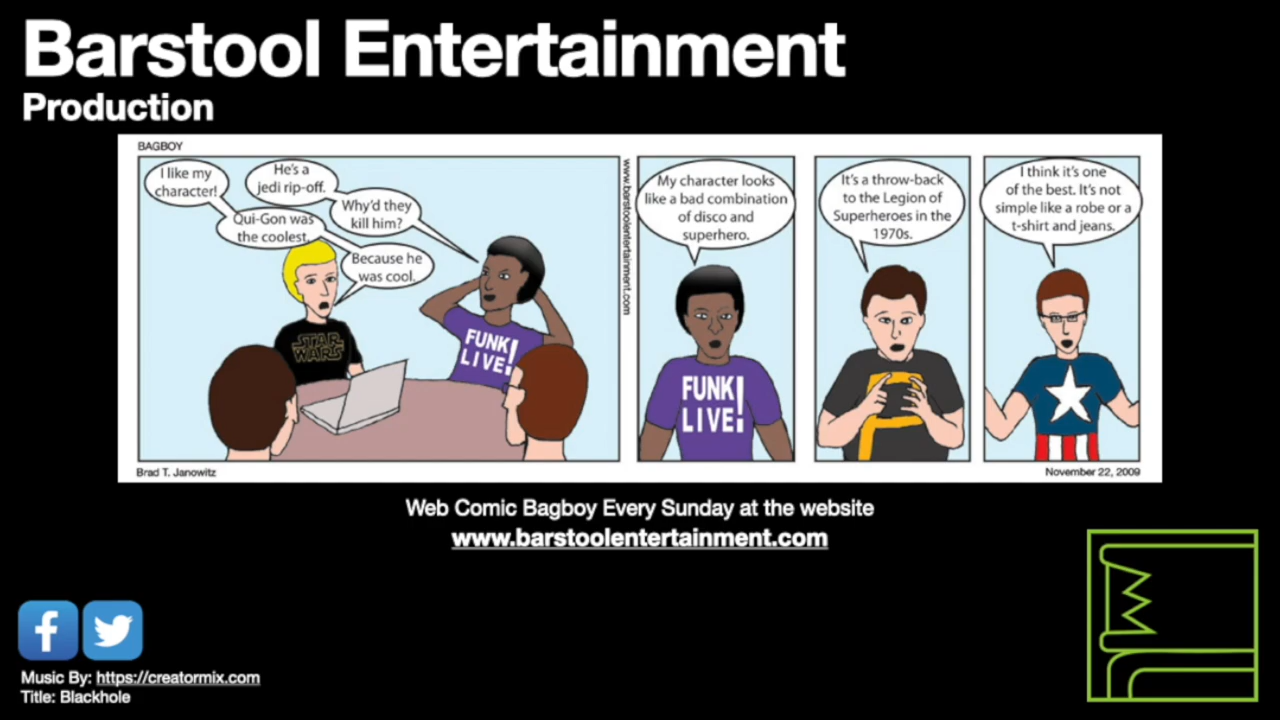 Barstool Entertainment
Production
BAGBOY
I like my
character!
He's a
jedi rip-off.
Qui-Gon was
the coolest.
Why'd they
kill him?
Because he
was cool.
STAR
WARS
FUNK
LIVE!
www.barstoolentertainment.com
My character looks
like a bad combination
of disco and
superhero.
FUNK
LIVE!
It's a throw-back
to the Legion of
Superheroes in the
1970s.
I think it's one
of the best. It's not
simple like a robe or a
t-shirt and jeans.
Brad T. Janowitz
November 22, 2009
Web Comic Bagboy Every Sunday at the website
www.barstoolentertainment.com
Music By: https://creatormix.com
Title: Blackhole